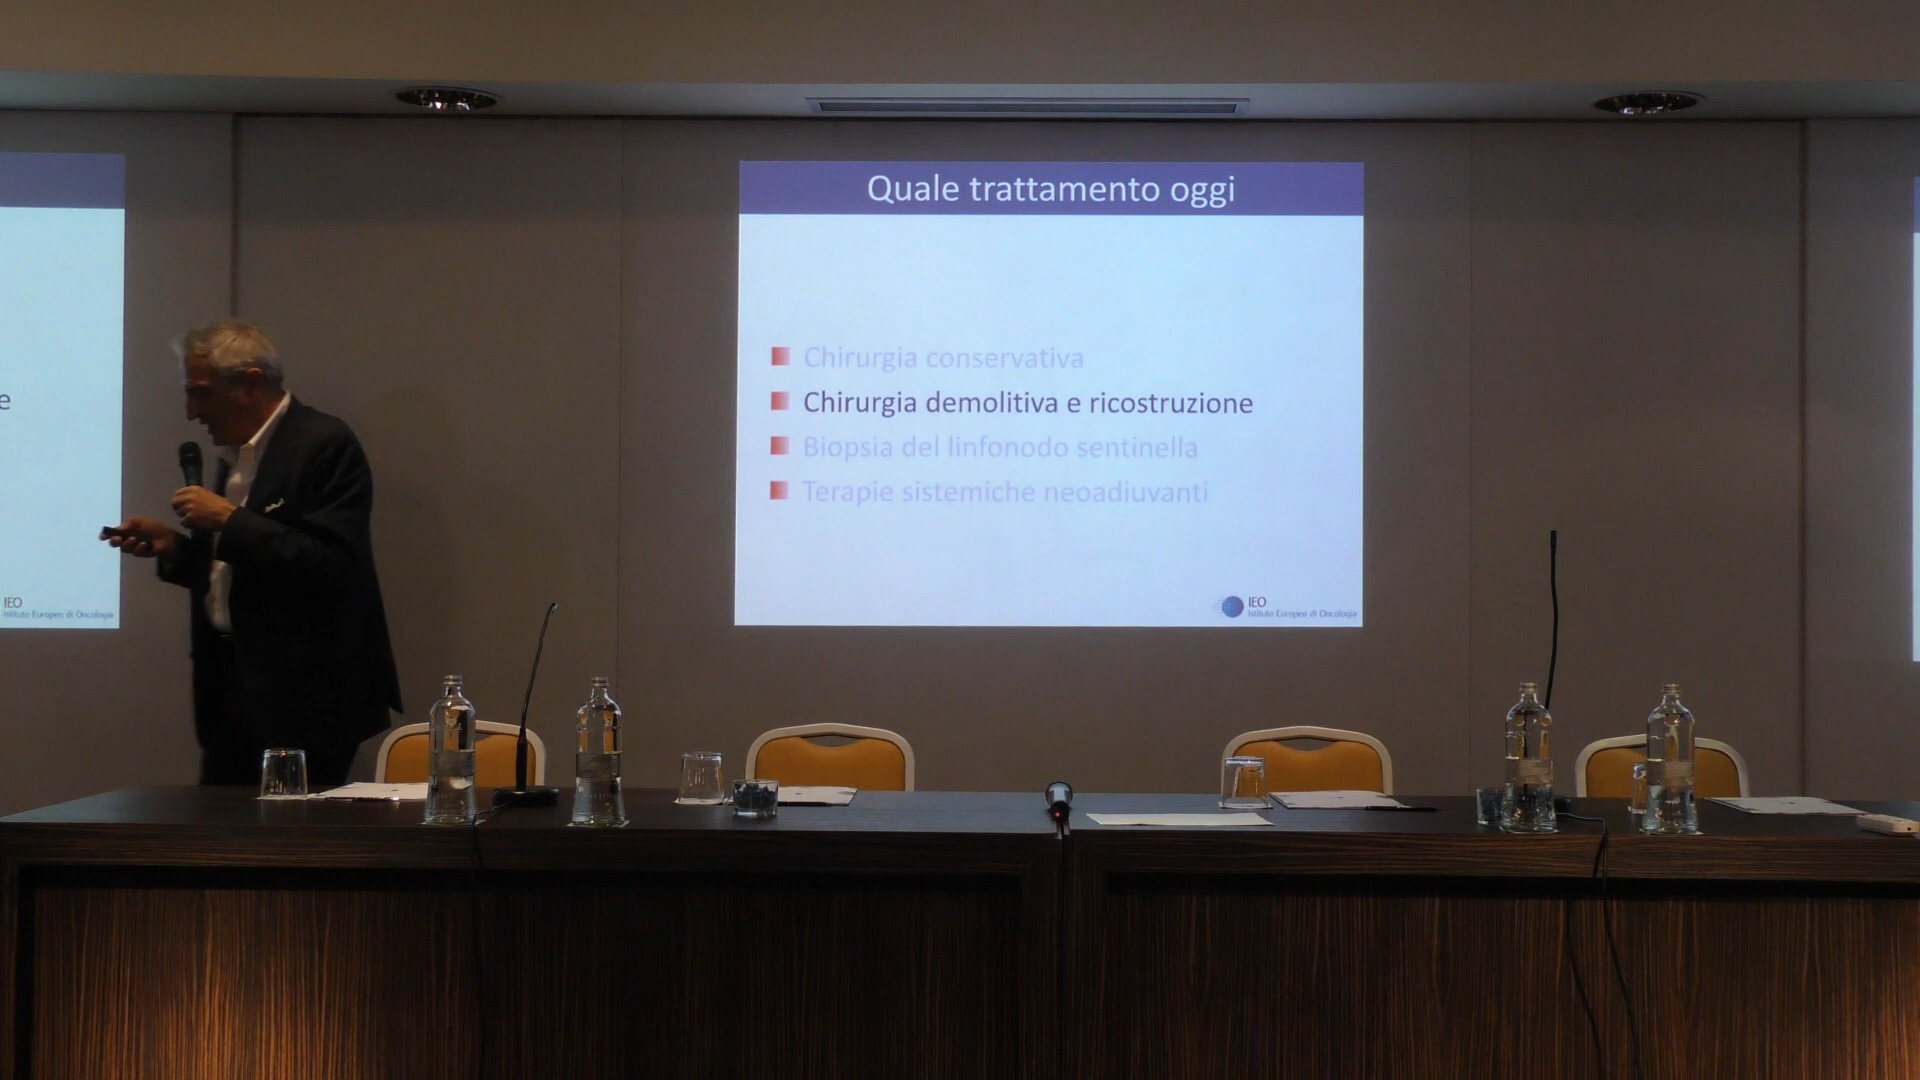 Quale trattamento oggi
Chirurgia conservativa
Chirurgia demolitiva e ricostruzione
Biopsia del linfonodo sentinella
Terapie sistemiche neoadiuvanti
IEO
Istituto Europeo di Oncologia
e
IEO
Istituto Europeo di Oncologia